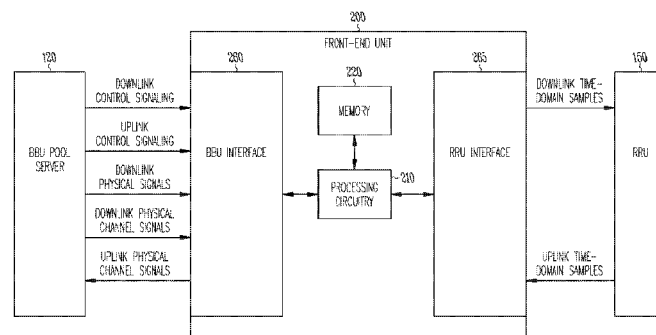 200
FRONT-END UNIT
120
260
265
150
DOWNLINK
CONTROL SIGNALING
UPLINK
CONTROL SIGNALING
DOWNLINK
PHYSICAL SIGNALS
DOWNLINK PHYSICAL
CHANNEL SIGNALS
UPLINK PHYSICAL
CHANNEL SIGNALS
BBU POOL
SERVER
BBU INTERFACE
220
MEMORY
210
PROCESSING
CIRCUITRY
RRU INTERFACE
DOWNLINK TIME-
DOMAIN SAMPLES
UPLINK TIME-
DOMAIN SAMPLES
RRU